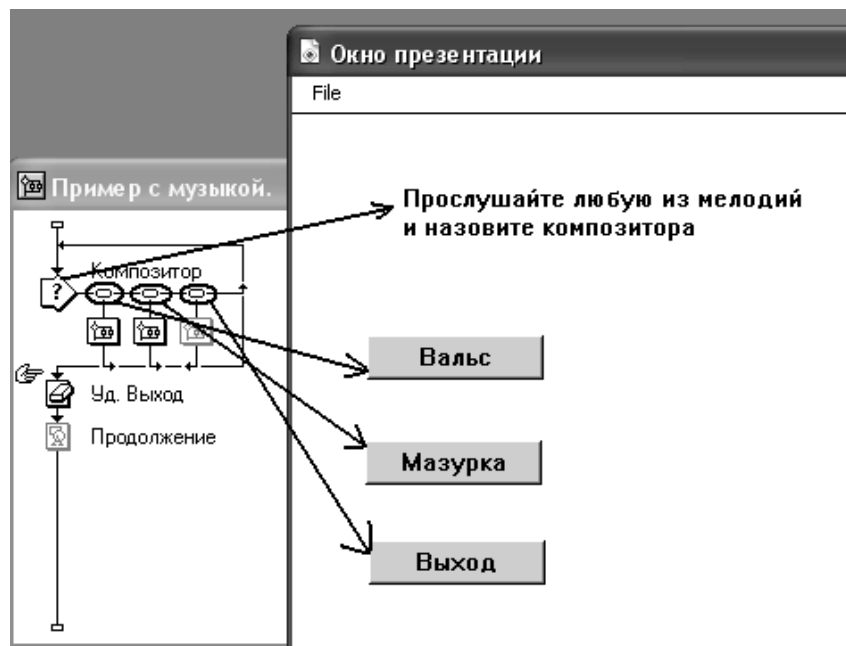 Окно презентации
File
Пример с музыкой.
Прослушайте любую из мелодий
и назовите композитора
Композитор
?
Вальс
Уд. Выход
Продолжение
Мазурка
Выход